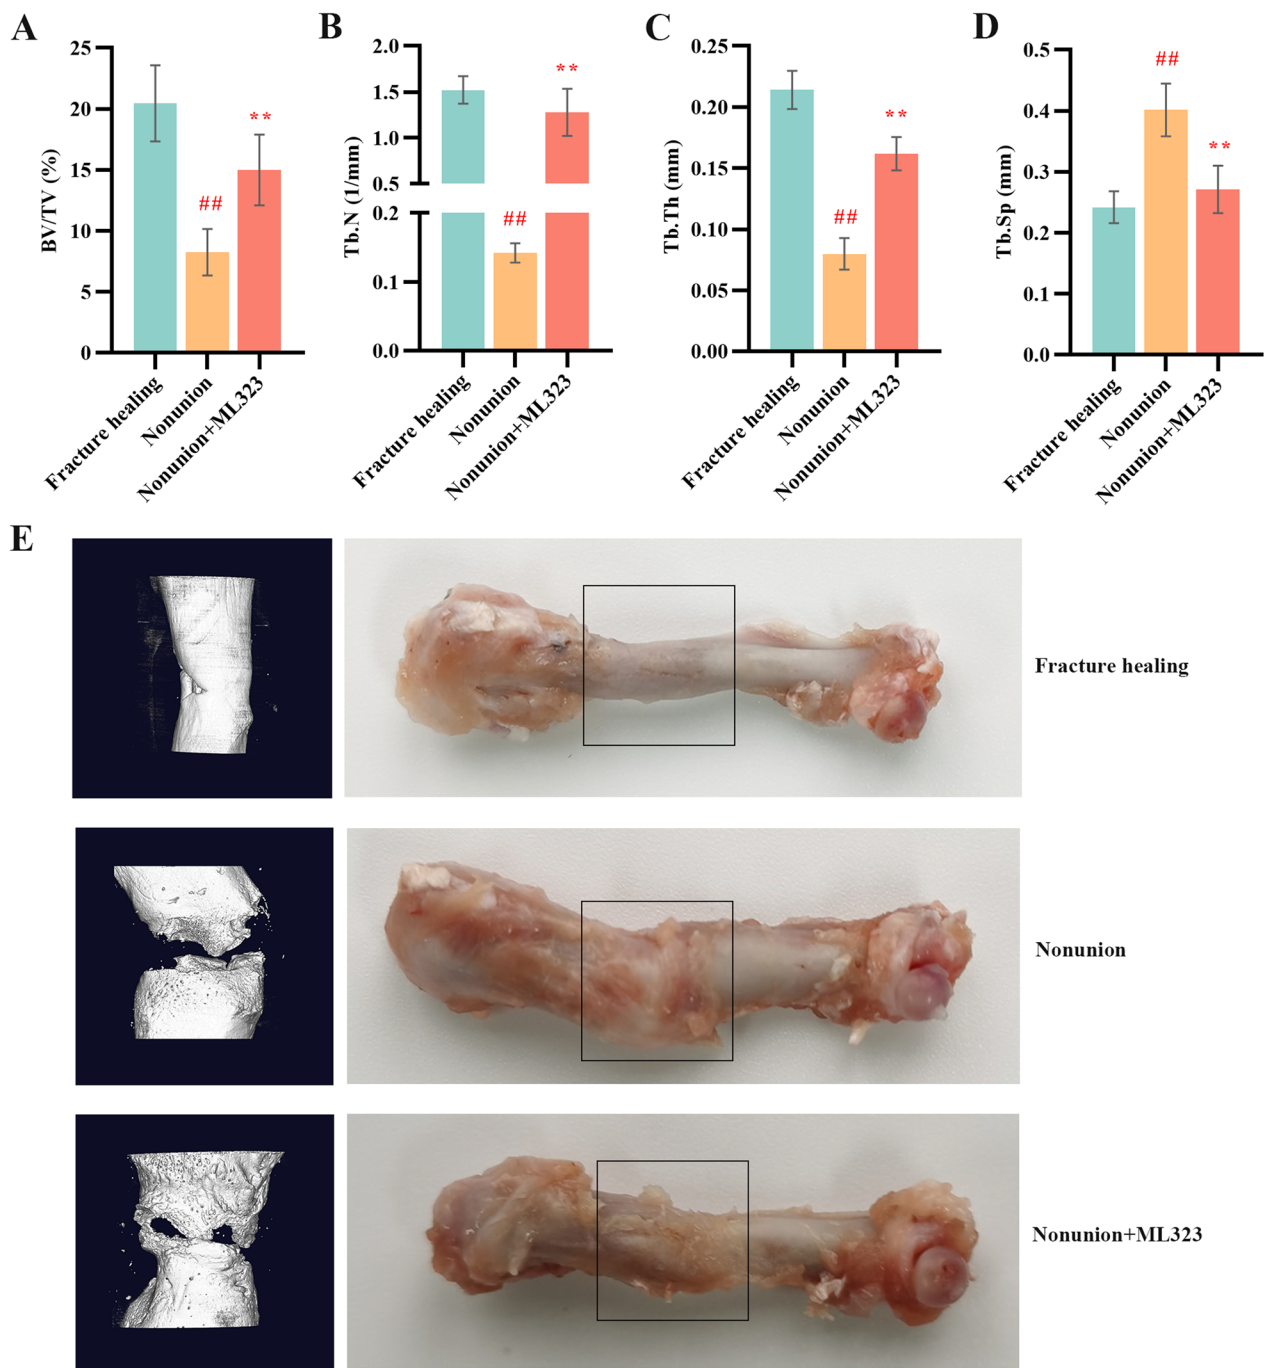 A
BV/TV (%)
25
20
15
10
5
0
##
**
Fracture healing
Nonunion
Nonunion+ML323
B
Tb.N (1/mm)
2.0
1.5
1.0
0.5
0.2
0.1
0.0
##
**
Fracture healing
Nonunion
Nonunion+ML323
C
Tb.Th (mm)
0.25
0.20
0.15
0.10
0.05
0.00
##
**
Fracture healing
Nonunion
Nonunion+ML323
D
Tb.Sp (mm)
0.5
0.4
0.3
0.2
0.1
0.0
##
**
Fracture healing
Nonunion
Nonunion+ML323
E
Fracture healing
Nonunion
Nonunion+ML323